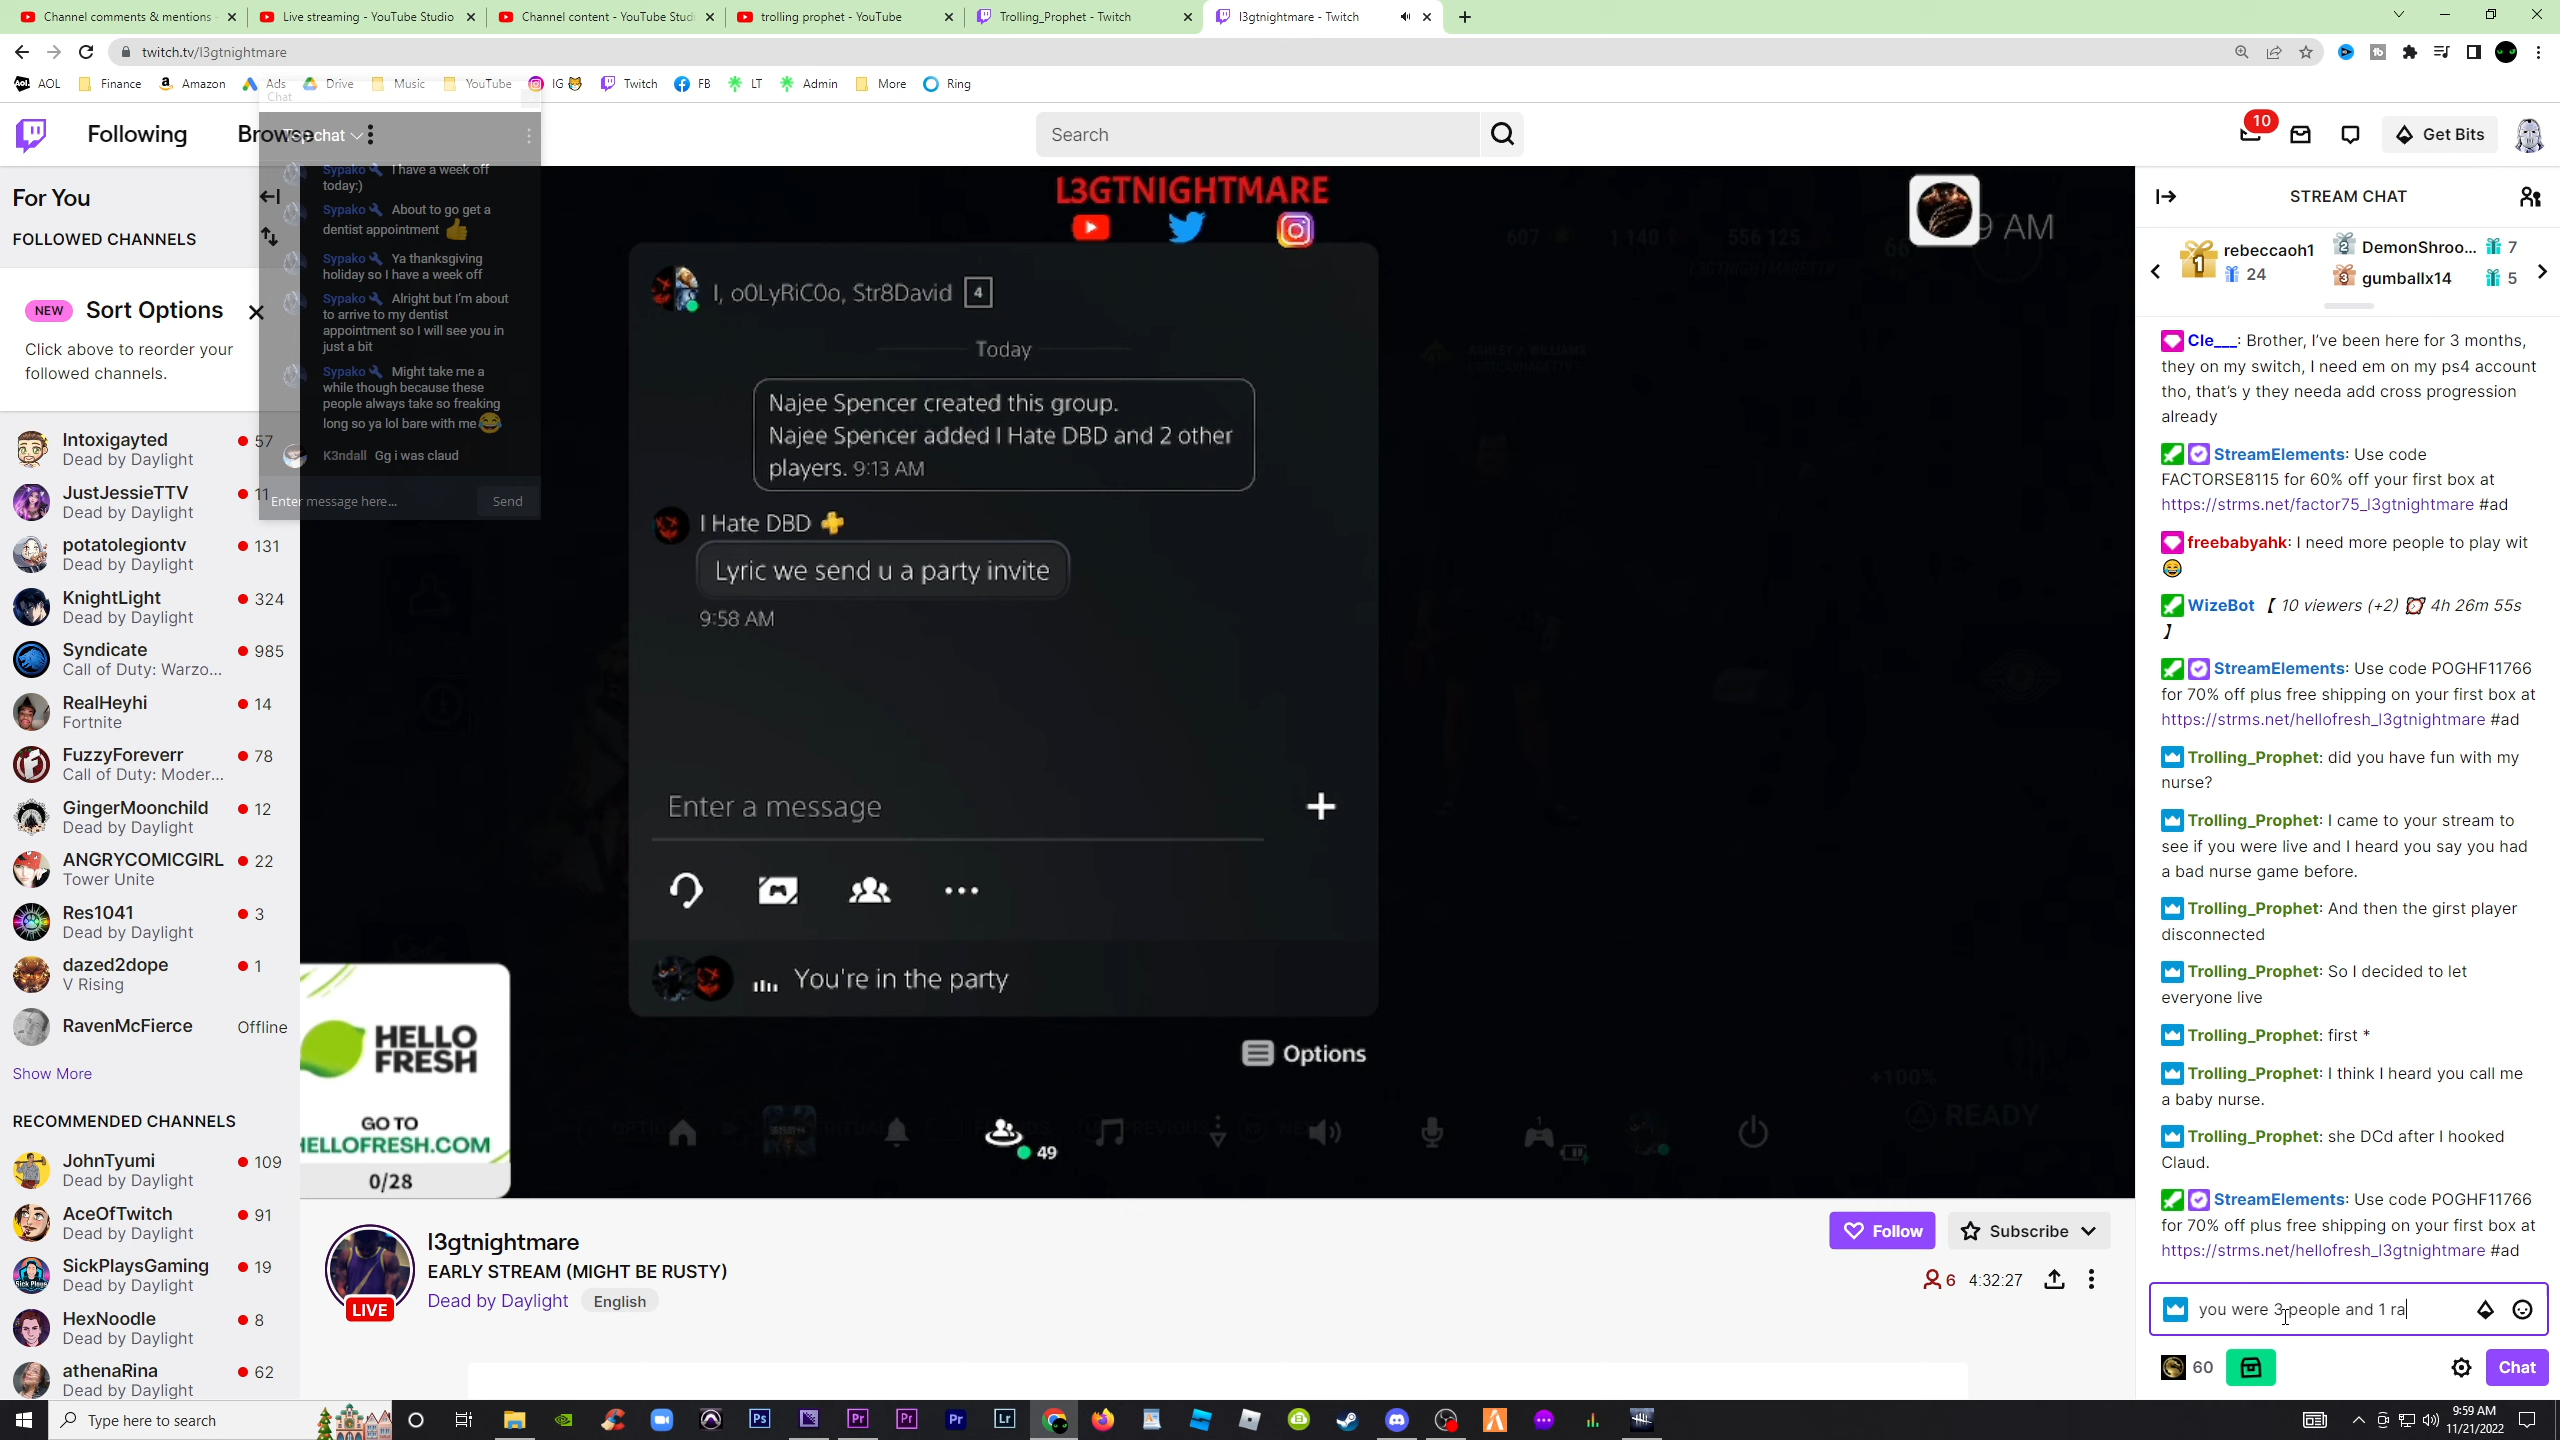 Channel comments & mentions
Live streaming - YouTube Studio
Channel content - YouTube Studi
trolling prophet - YouTube
Trolling_Prophet - Twitch
l3gtnightmare - Twitch
twitch.tv/l3gtnightmare
AOL
Finance
Amazon
Ads
Drive
Music
YouTube
IG
Twitch
FB
LT
Admin
More
Ring
Chat
Following
Browse
Top chat
Search
10
Get Bits
For You
FOLLOWED CHANNELS
NEW
Sort Options
Click above to reorder your
followed channels.
Sypako I have a week off
today:)
Sypako About to go get a
dentist appointment
Sypako Ya thanksgiving
holiday so I have a week off
Sypako Alright but I'm about
to arrive to my dentist
appointment so I will see you in
just a bit
Sypako Might take me a
while though because these
people always take so freaking
long so ya lol bare with me
K3ndall Gg i was claud
Enter message here...
Send
Intoxigayted 57
Dead by Daylight
JustJessieTTV 11
Dead by Daylight
potatolegiontv 131
Dead by Daylight
KnightLight 324
Dead by Daylight
Syndicate 985
Call of Duty: Warzo...
RealHeyhi 14
Fortnite
FuzzyForeverr 78
Call of Duty: Moder...
GingerMoonchild 12
Dead by Daylight
ANGRYCOMICGIRL 22
Tower Unite
Res1041 3
Dead by Daylight
dazed2dope 1
V Rising
RavenMcFierce Offline
Show More
RECOMMENDED CHANNELS
JohnTyumi 109
Dead by Daylight
AceOfTwitch 91
Dead by Daylight
SickPlaysGaming 19
Dead by Daylight
HexNoodle 8
Dead by Daylight
athenaRina 62
Dead by Daylight
L3GTNIGHTMARE
9 AM
607
1 140
556 125
I, o0LyRiC0o, Str8David 4
Today
Najee Spencer created this group.
Najee Spencer added I Hate DBD and 2 other
players. 9:13 AM
I Hate DBD
Lyric we send u a party invite
9:58 AM
Enter a message
You're in the party
Options
+100%
READY
49
HELLO
FRESH
GO TO
HELLOFRESH.COM
0/28
l3gtnightmare
EARLY STREAM (MIGHT BE RUSTY)
Dead by Daylight
English
LIVE
Follow
Subscribe
6
4:32:27
STREAM CHAT
1
rebeccaoh1
24
2
DemonShroo...
7
3
gumballx14
5
Cle___: Brother, I've been here for 3 months,
they on my switch, I need em on my ps4 account
tho, that's y they needa add cross progression
already
StreamElements: Use code
FACTORSE8115 for 60% off your first box at
https://strms.net/factor75_l3gtnightmare #ad
freebabyahk: I need more people to play wit
WizeBot 【 10 viewers (+2) 4h 26m 55s
】
StreamElements: Use code POGHF11766
for 70% off plus free shipping on your first box at
https://strms.net/hellofresh_l3gtnightmare #ad
Trolling_Prophet: did you have fun with my
nurse?
Trolling_Prophet: I came to your stream to
see if you were live and I heard you say you had
a bad nurse game before.
Trolling_Prophet: And then the girst player
disconnected
Trolling_Prophet: So I decided to let
everyone live
Trolling_Prophet: first *
Trolling_Prophet: I think I heard you call me
a baby nurse.
Trolling_Prophet: she DCd after I hooked
Claud.
StreamElements: Use code POGHF11766
for 70% off plus free shipping on your first box at
https://strms.net/hellofresh_l3gtnightmare #ad
you were 3 people and 1 ra
60
Chat
Type here to search
9:59 AM
11/21/2022